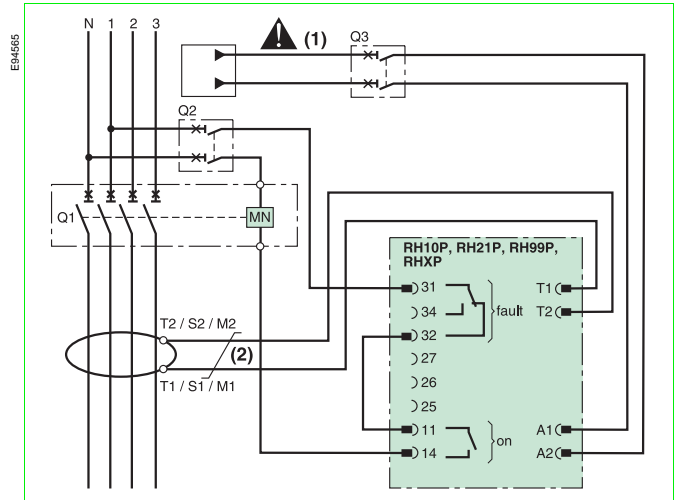 E94565
N 1 2 3
(1)
Q3
Q2
Q1
MN
RH10P, RH21P, RH99P,
RHXP
31
T1
34
fault
T2
32
27
26
25
11
A1
on
14
A2
T2 / S2 / M2
(2)
T1 / S1 / M1